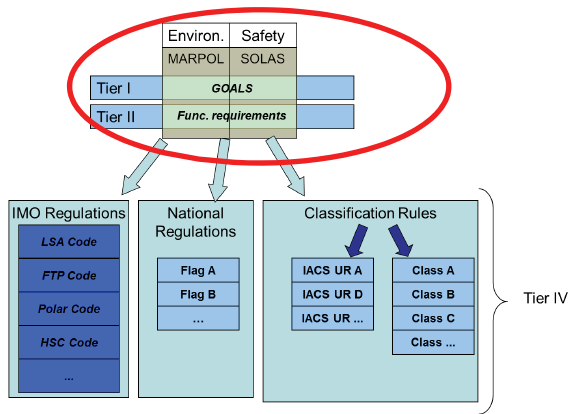 Environ. Safety
MARPOL SOLAS
Tier I GOALS
Tier II Func. requirements
IMO Regulations
LSA Code
FTP Code
Polar Code
HSC Code
...
National
Regulations
Flag A
Flag B
...
Classification Rules
IACS UR A
IACS UR D
IACS UR ...
Class A
Class B
Class C
Class ...
Tier IV